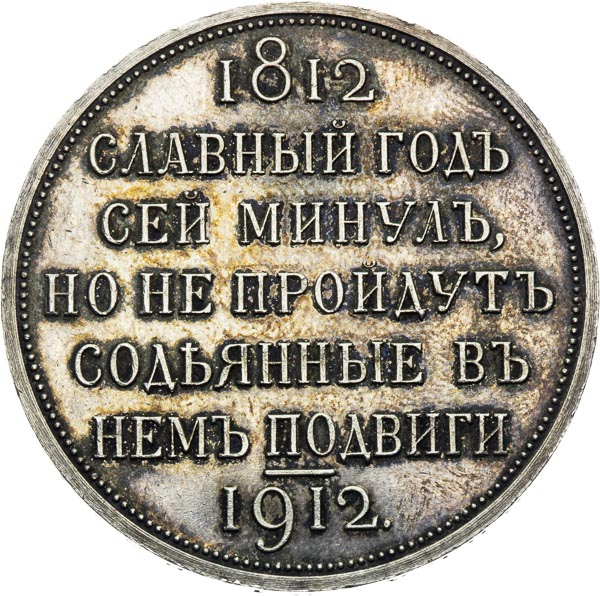 1812
СЛАВНЫЙ ГОДЪ
СЕЙ МИНУЛЪ,
НО НЕ ПРОЙДУТЪ
СОДѢЯННЫЕ ВЪ
НЕМЪ ПОДВИГИ
1912.